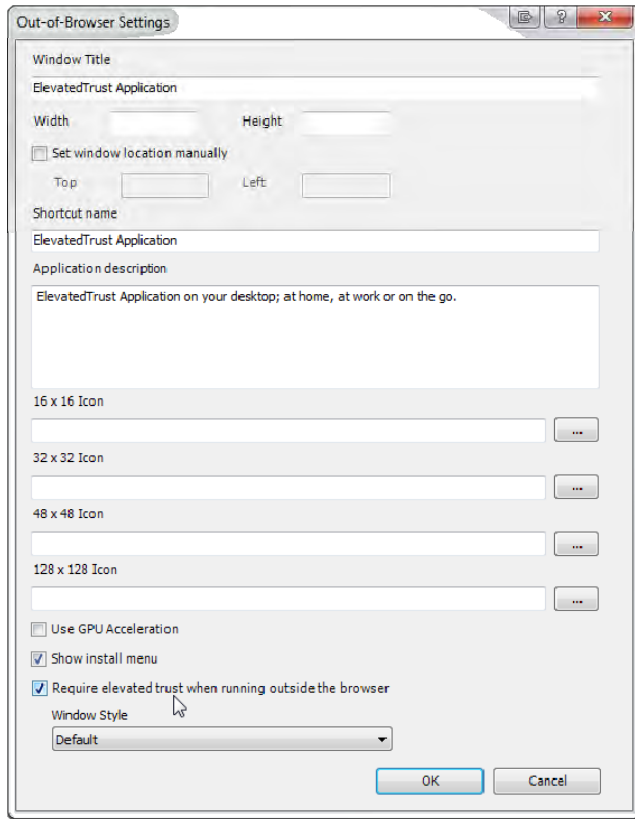 Out-of-Browser Settings
?
Window Title
ElevatedTrust Application
Width Height
Set window location manually
Top Left
Shortcut name
ElevatedTrust Application
Application description
ElevatedTrust Application on your desktop; at home, at work or on the go.
16 x 16 Icon
...
32 x 32 Icon
...
48 x 48 Icon
...
128 x 128 Icon
...
Use GPU Acceleration
Show install menu
Require elevated trust when running outside the browser
Window Style
Default
OK Cancel